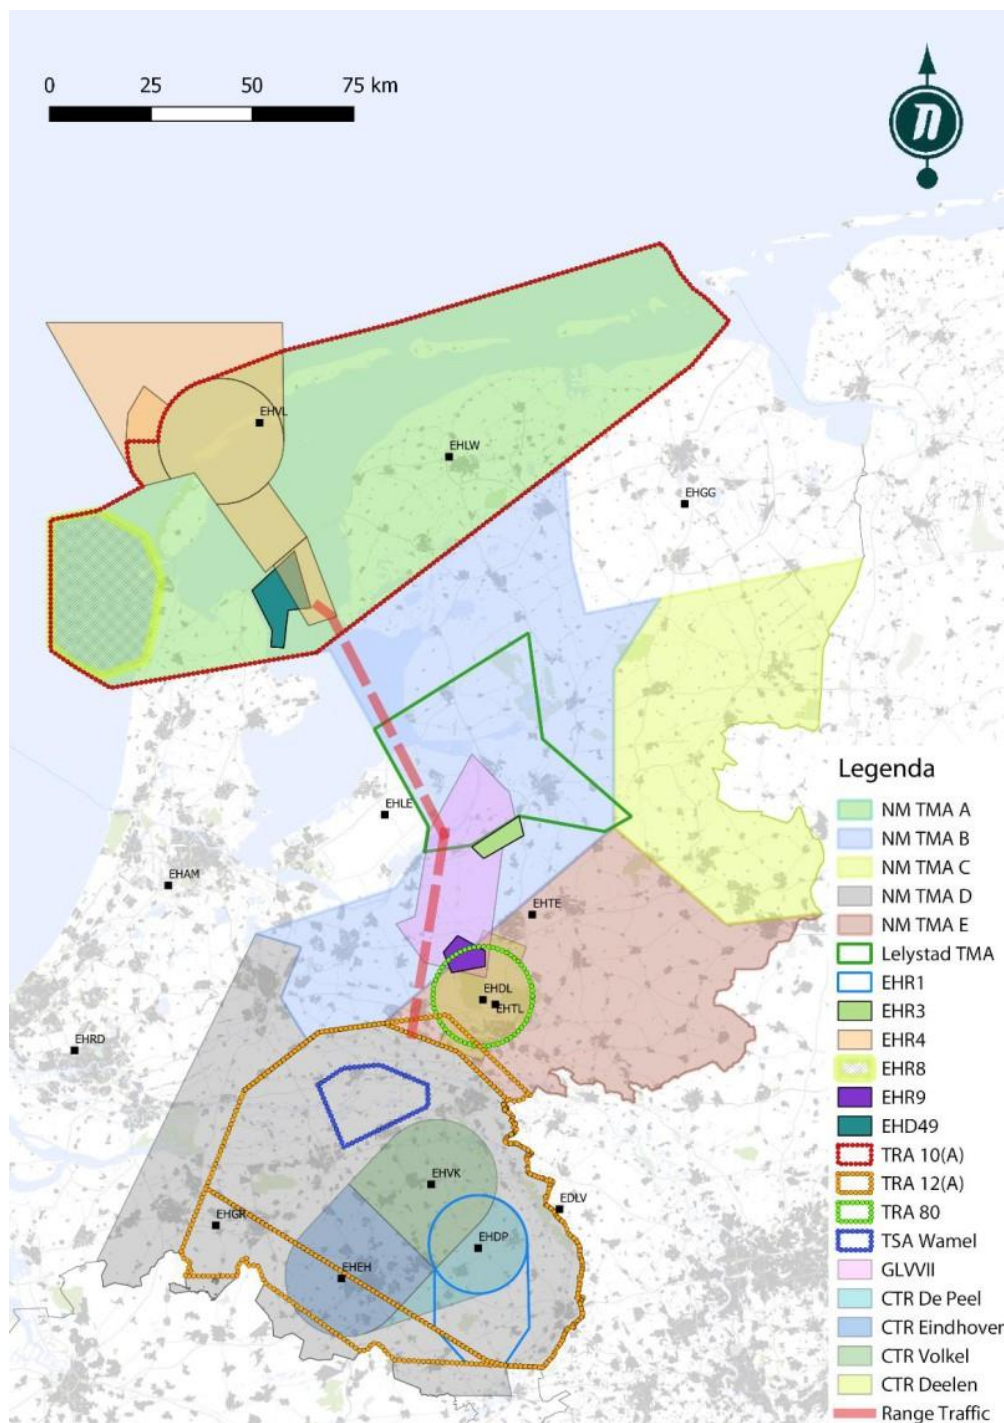 0 25 50 75 km
n
EHVL
EHLW
EHGG
EHLE
EHAM
EHTE
EHDL
EHTL
EHRD
EHVK
EDLV
EHGR
EHDP
EHEH
Legenda
NM TMA A
NM TMA B
NM TMA C
NM TMA D
NM TMA E
Lelystad TMA
EHR1
EHR3
EHR4
EHR8
EHR9
EHD49
TRA 10(A)
TRA 12(A)
TRA 80
TSA Wamel
GLVVII
CTR De Peel
CTR Eindhoven
CTR Volkel
CTR Deelen
Range Traffic